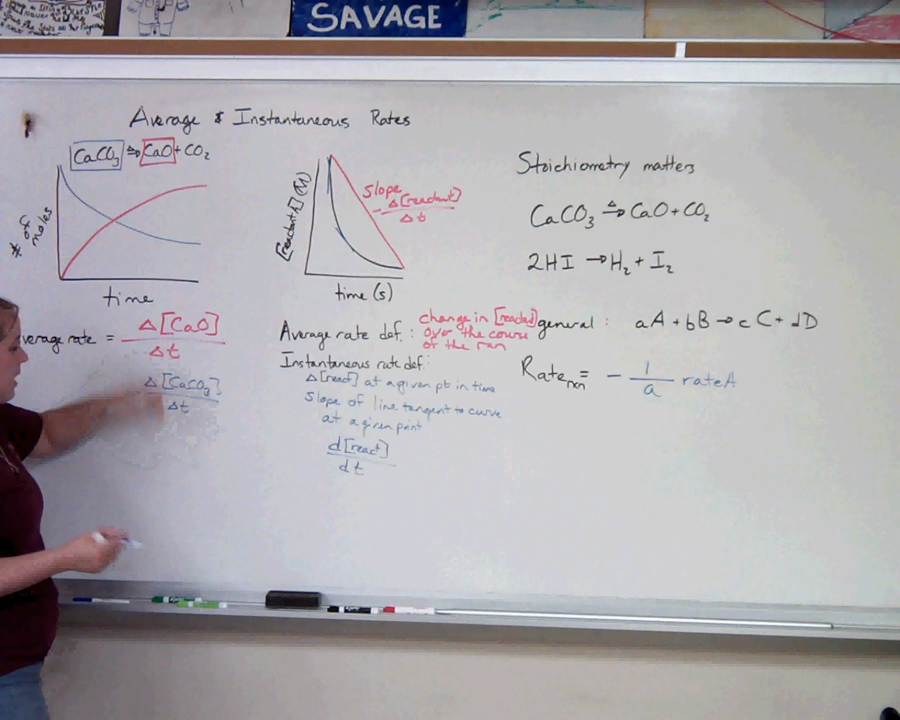 SAVAGE
Average & Instantaneous Rates
CaCO₃ ⇌ CaO + CO₂
# of moles
time
[reactant A] (M)
slope
- Δ[reactant]
Δt
time (s)
Stoichiometry matters
CaCO₃ →Δ CaO + CO₂
2HI → H₂ + I₂
verage rate = Δ[CaO]
Δt
Δ[CaCO₃]
Δt
Average rate def. : change in [reactant]
over the course
of the run
Instantaneous rate def:
Δ[react] at a given pt in time
slope of line tangent to curve
at a given point
d[react]
dt
general : aA + bB → cC + dD
Rate = - 1/a rate A